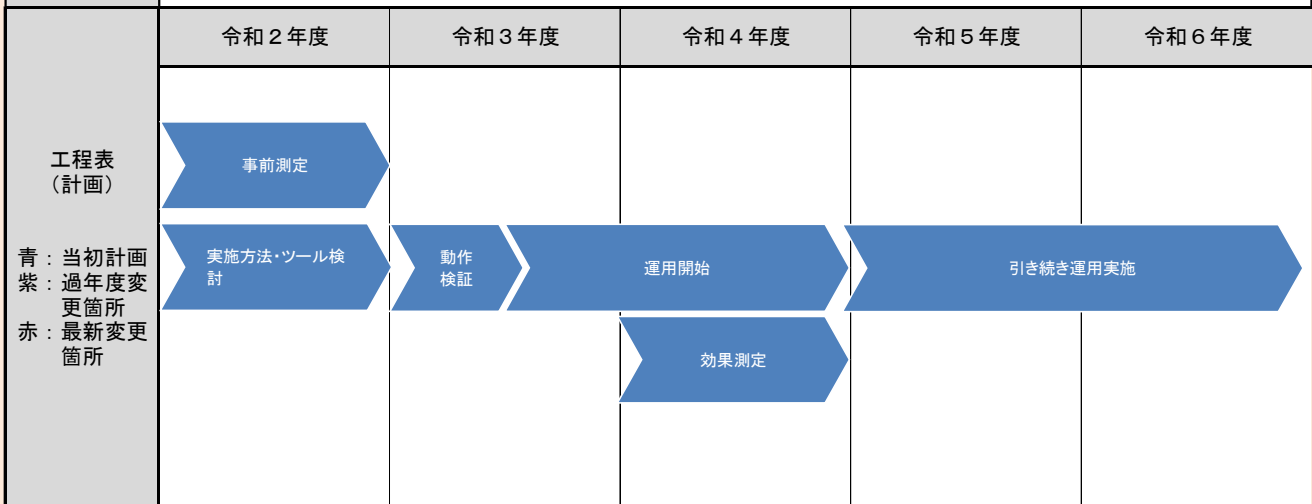 令和２年度
令和３年度
令和４年度
令和５年度
令和６年度
工程表
（計画）
青：当初計画
紫：過年度変
更箇所
赤：最新変更
箇所
事前測定
実施方法・ツール検
討
動作
検証
運用開始
引き続き運用実施
効果測定